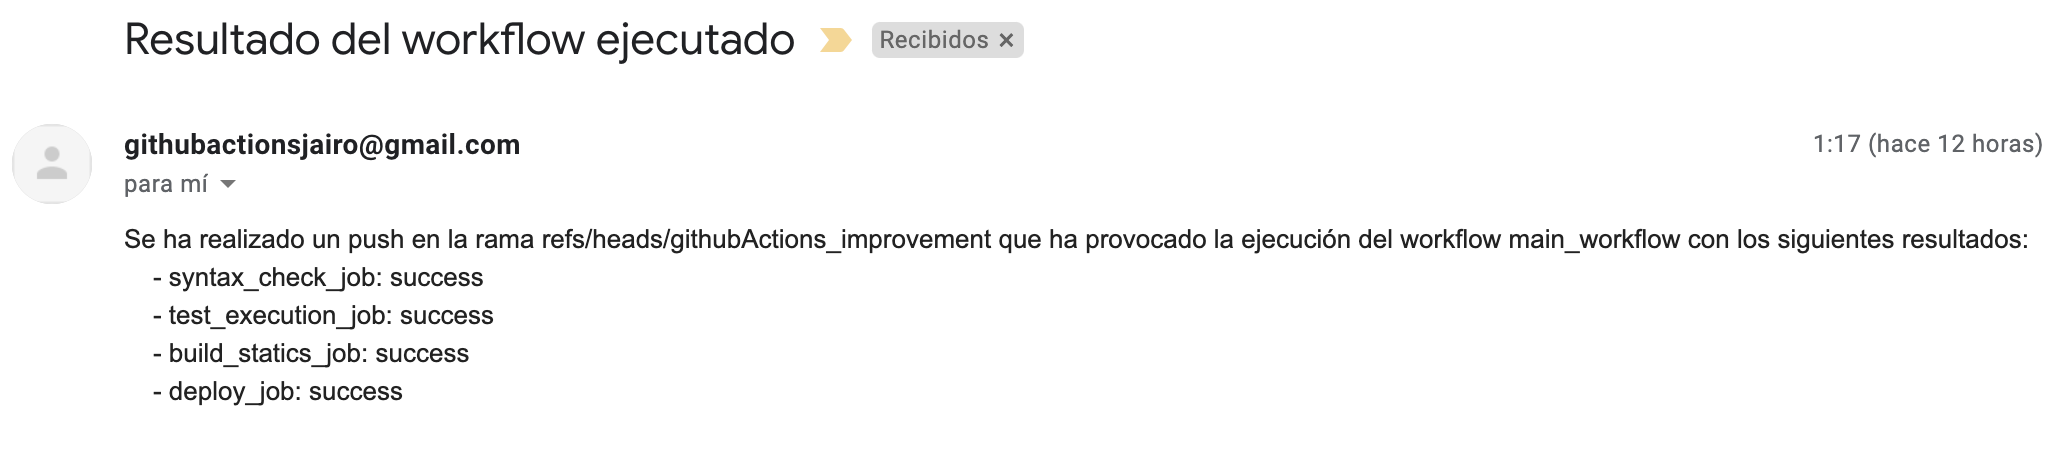 Resultado del workflow ejecutado
Recibidos ×
githubactionsjairo@gmail.com
1:17 (hace 12 horas)
para mí
Se ha realizado un push en la rama refs/heads/githubActions_improvement que ha provocado la ejecución del workflow main_workflow con los siguientes resultados:
- syntax_check_job: success
- test_execution_job: success
- build_statics_job: success
- deploy_job: success